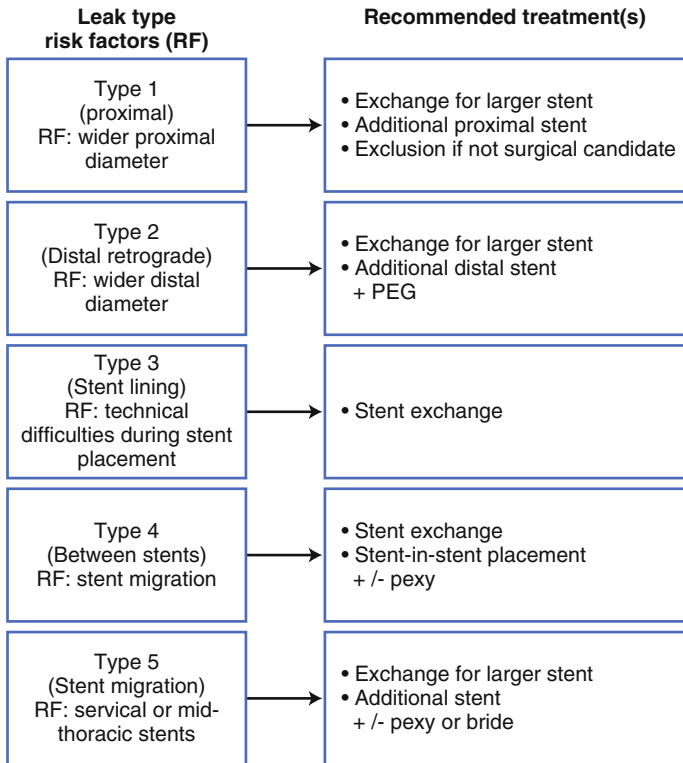 Leak type
risk factors (RF)
Recommended treatment(s)
Type 1
(proximal)
RF: wider proximal
diameter
• Exchange for larger stent
• Additional proximal stent
• Exclusion if not surgical candidate
Type 2
(Distal retrograde)
RF: wider distal
diameter
• Exchange for larger stent
• Additional distal stent
+ PEG
Type 3
(Stent lining)
RF: technical
difficulties during stent
placement
• Stent exchange
Type 4
(Between stents)
RF: stent migration
• Stent exchange
• Stent-in-stent placement
+ /- pexy
Type 5
(Stent migration)
RF: servical or mid-
thoracic stents
• Exchange for larger stent
• Additional stent
+ /- pexy or bride